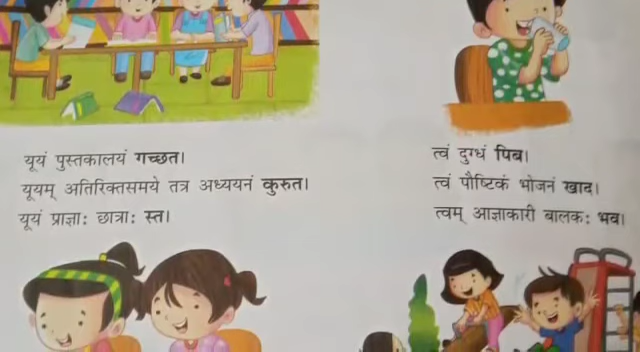 यूयं पुस्तकालयं गच्छत।
यूयम् अतिरिक्तसमये तत्र अध्ययनं कुरुत।
यूयं प्राज्ञाः छात्राः स्त।
त्वं दुग्धं पिब।
त्वं पौष्टिकं भोजनं खाद।
त्वम् आज्ञाकारी बालकः भव।